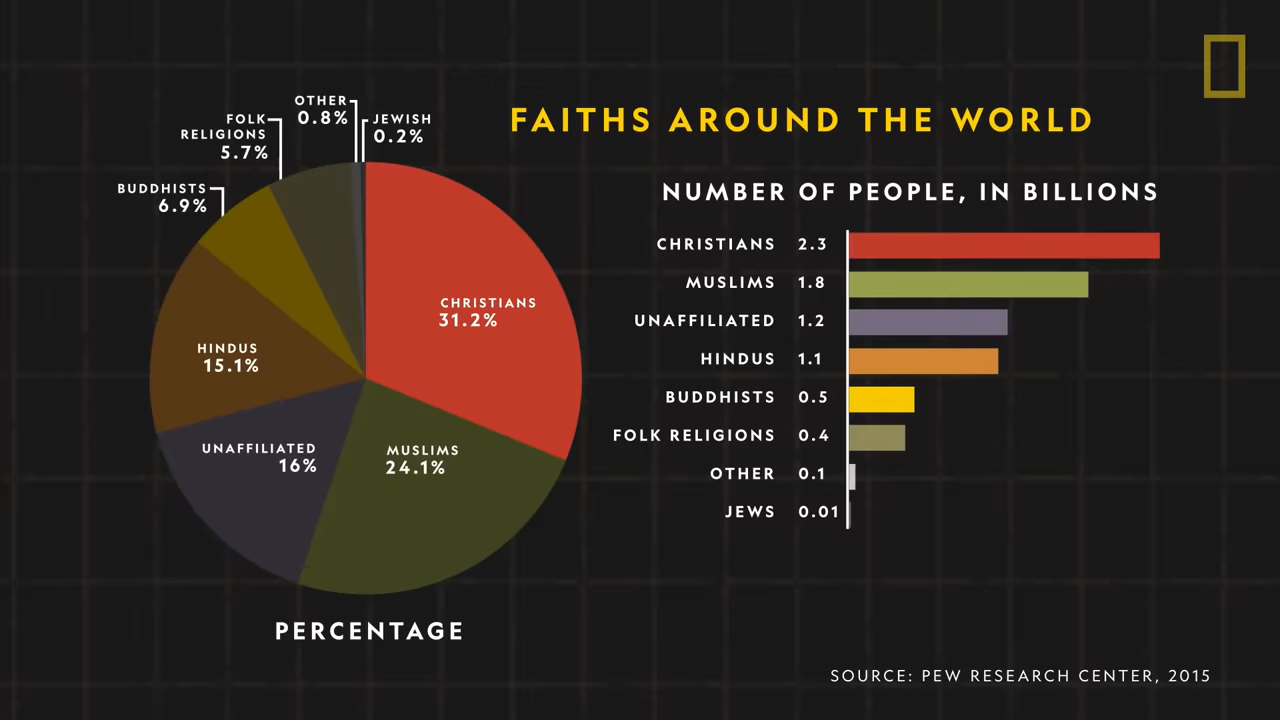 FAITHS AROUND THE WORLD
OTHER
0.8%
JEWISH
0.2%
FOLK
RELIGIONS
5.7%
BUDDHISTS
6.9%
CHRISTIANS
31.2%
HINDUS
15.1%
UNAFFILIATED
16%
MUSLIMS
24.1%
PERCENTAGE
NUMBER OF PEOPLE, IN BILLIONS
CHRISTIANS 2.3
MUSLIMS 1.8
UNAFFILIATED 1.2
HINDUS 1.1
BUDDHISTS 0.5
FOLK RELIGIONS 0.4
OTHER 0.1
JEWS 0.01
SOURCE: PEW RESEARCH CENTER, 2015